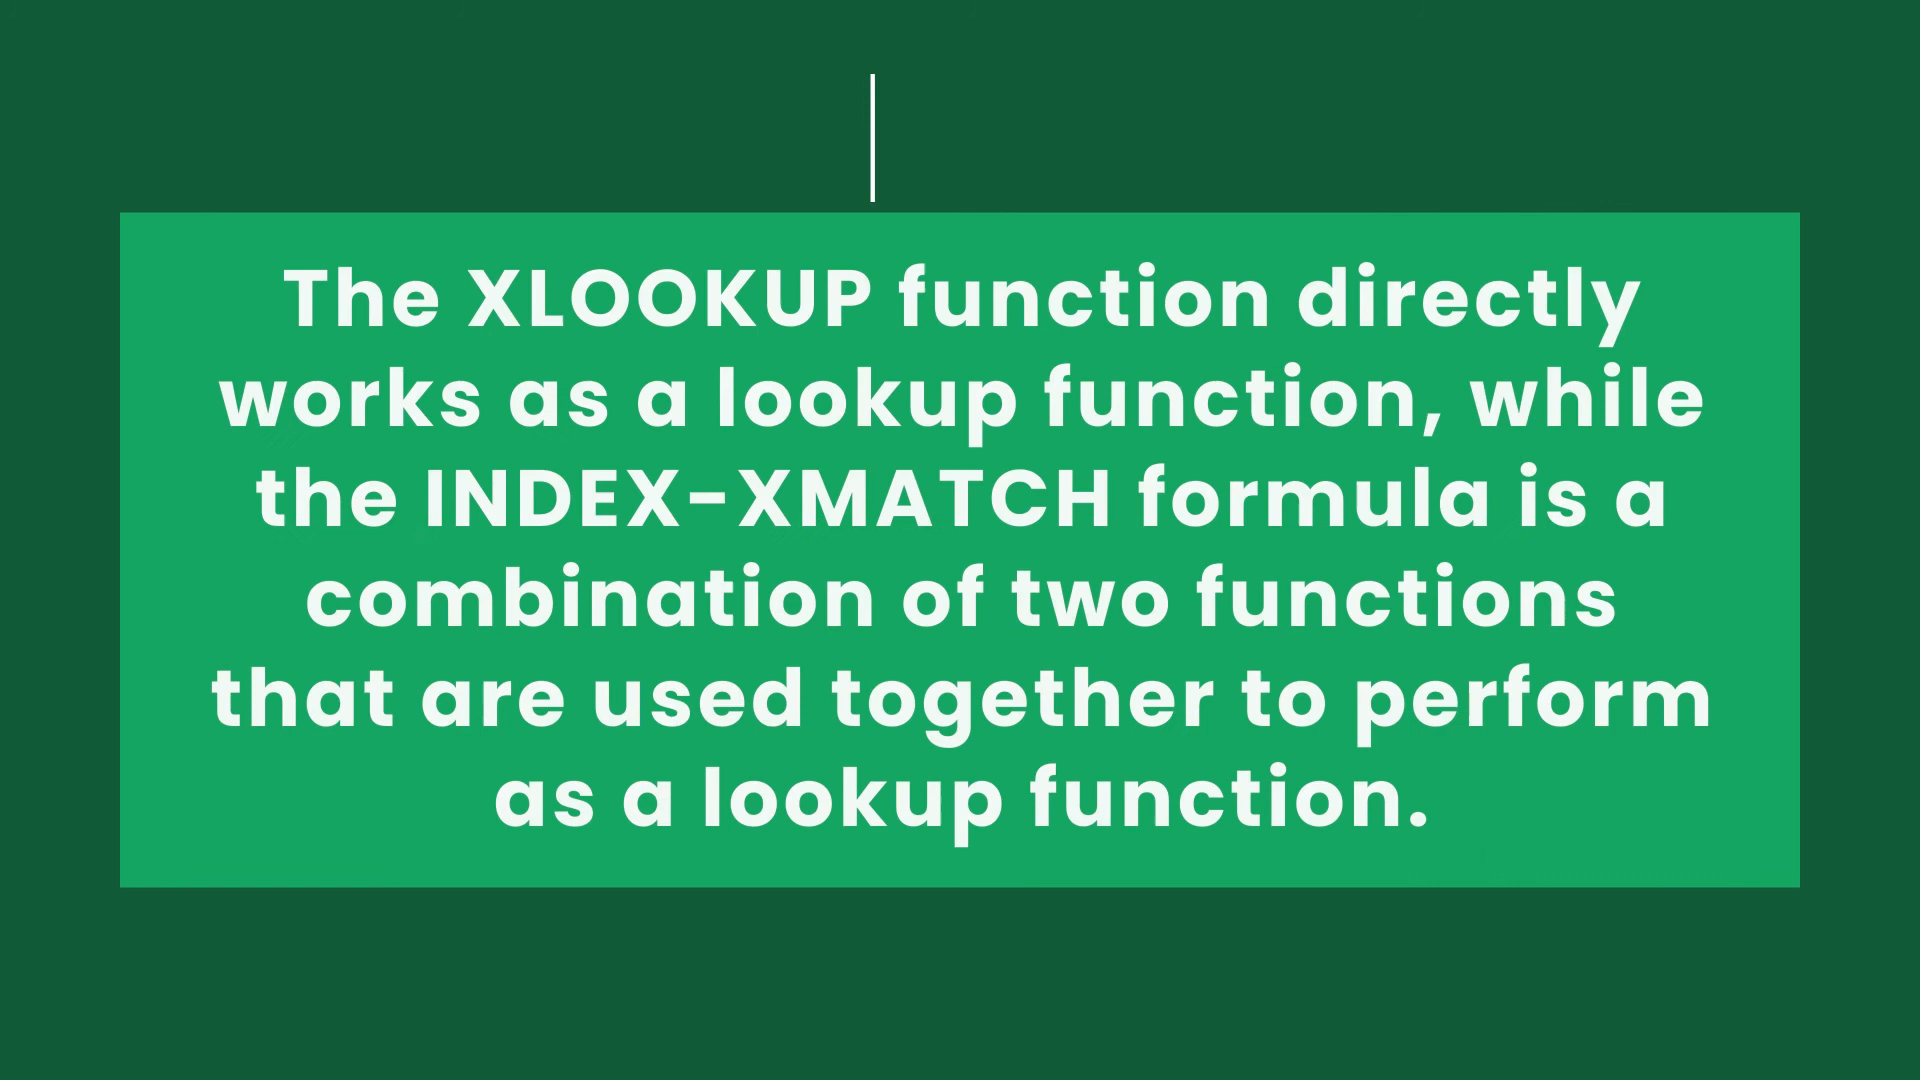 The XLOOKUP function directly
works as a lookup function, while
the INDEX-XMATCH formula is a
combination of two functions
that are used together to perform
as a lookup function.